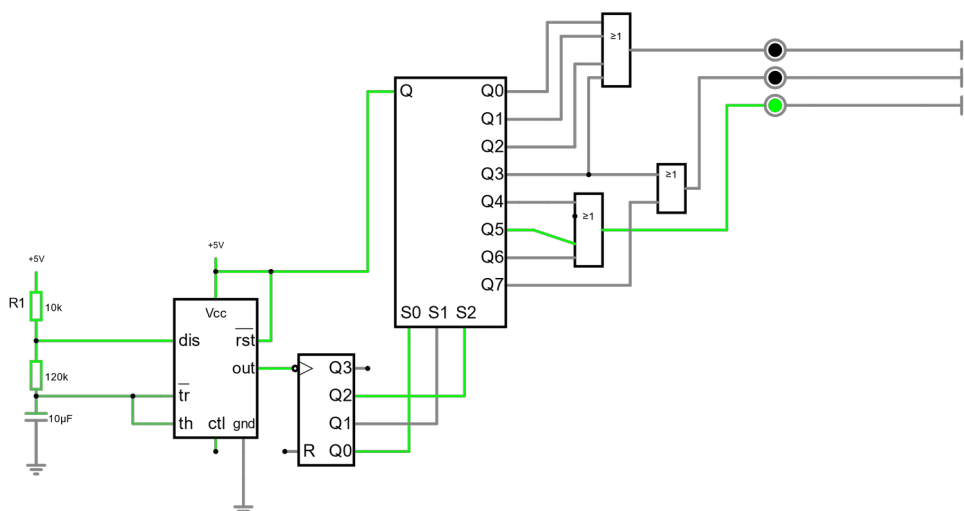 ≥1
Q Q0
Q1
Q2
Q3 ≥1
Q4
≥1
Q5
Q6
Q7
S0 S1 S2
+5V
+5V
R1 10k
Vcc
dis rst
out
120k
tr
10µF
th ctl gnd
Q3
Q2
Q1
R Q0